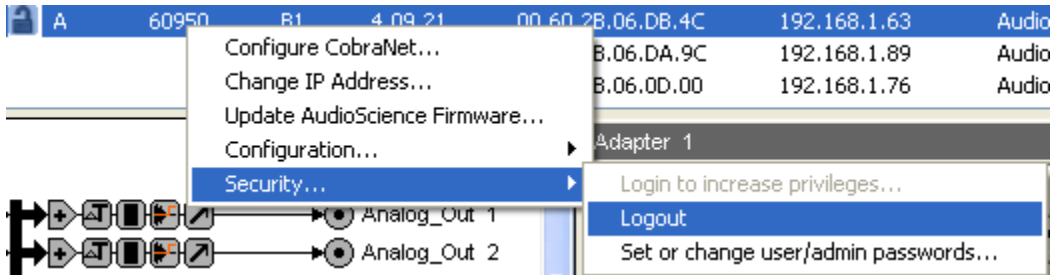 A 60950 B1 4.09.21 00.60.2B.06.DB.4C 192.168.1.63 Audio
B.06.DA.9C 192.168.1.89 Audio
B.06.0D.00 192.168.1.76 Audio
Configure CobraNet...
Change IP Address...
Update AudioScience Firmware...
Configuration...
Security...
Adapter 1
Login to increase privileges...
Logout
Set or change user/admin passwords...
Analog_Out 1
Analog_Out 2